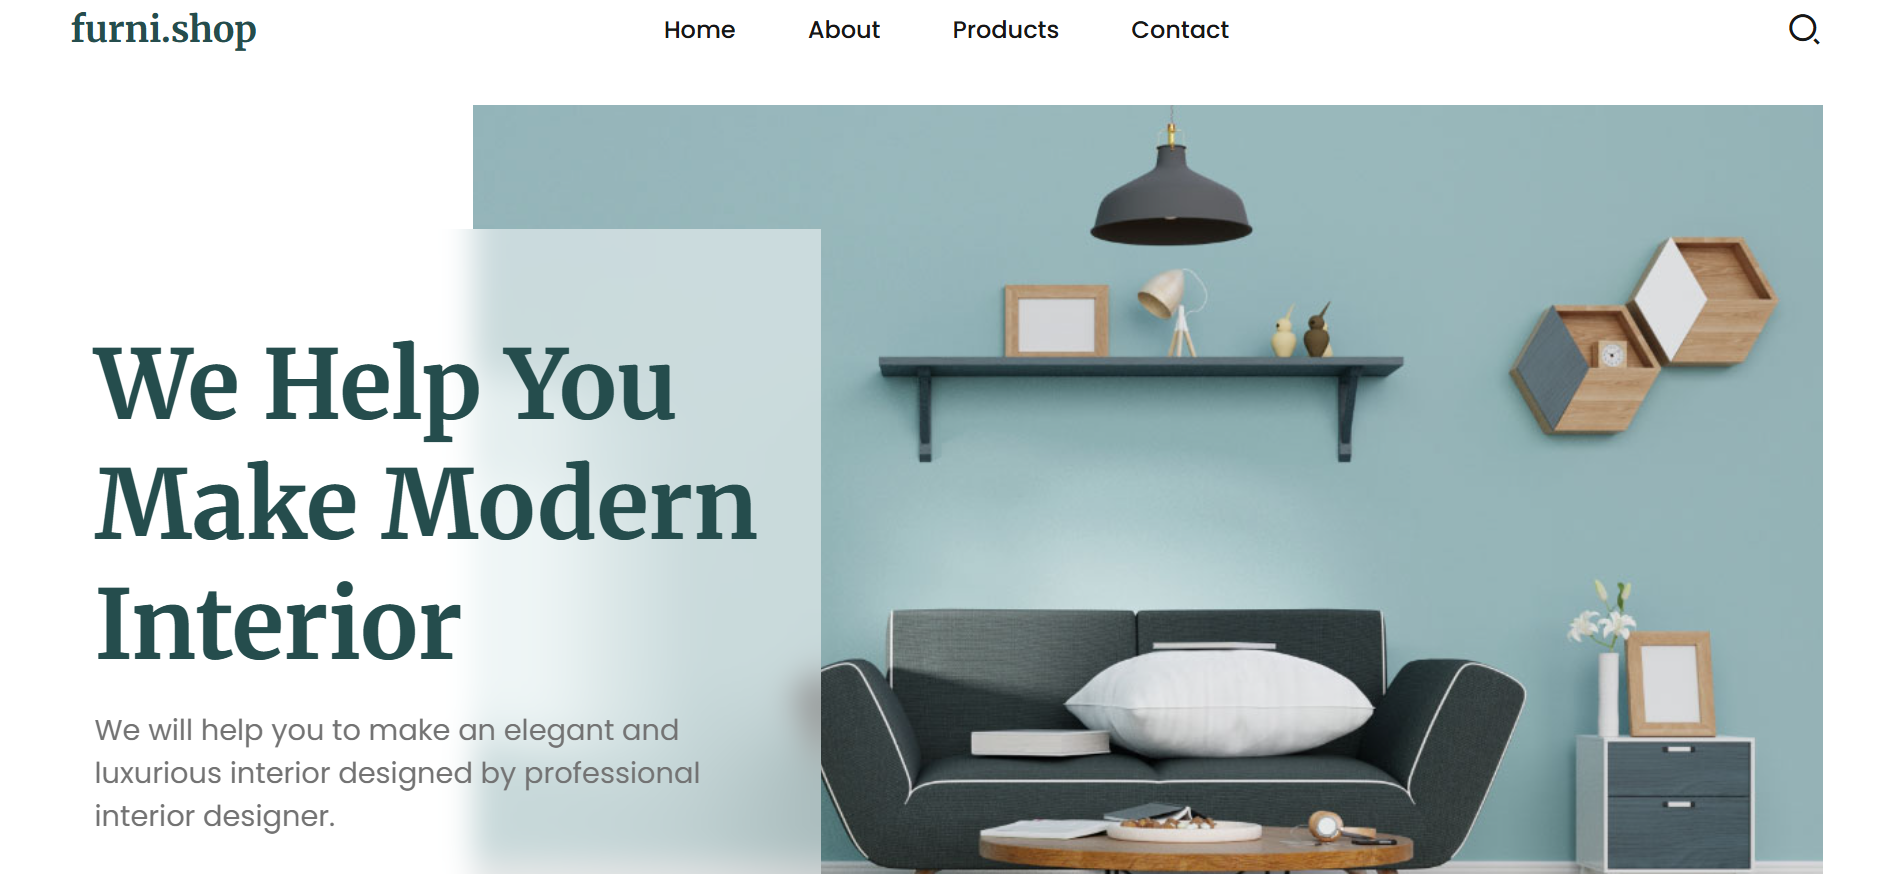 furni.shop
Home About Products Contact
We Help You
Make Modern
Interior
We will help you to make an elegant and
luxurious interior designed by professional
interior designer.